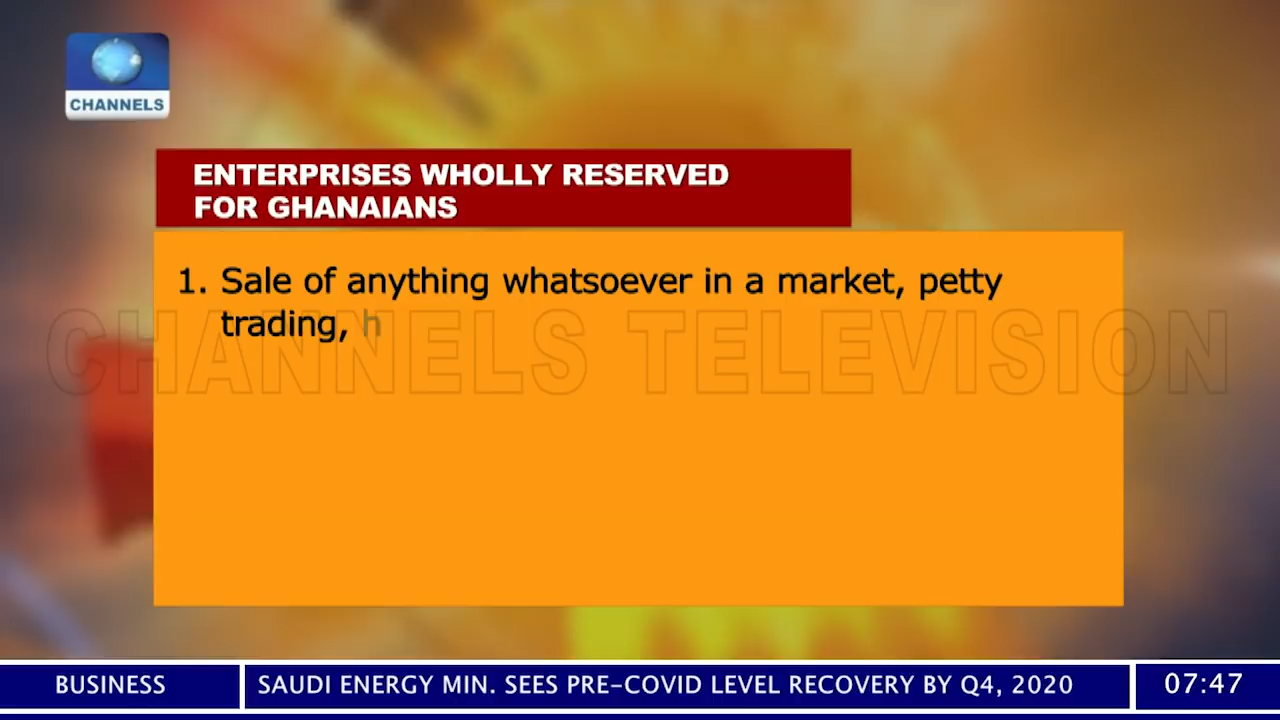 CHANNELS
ENTERPRISES WHOLLY RESERVED
FOR GHANAIANS
1. Sale of anything whatsoever in a market, petty
trading, h
CHANNELS TELEVISION
BUSINESS
SAUDI ENERGY MIN. SEES PRE-COVID LEVEL RECOVERY BY Q4, 2020
07:47